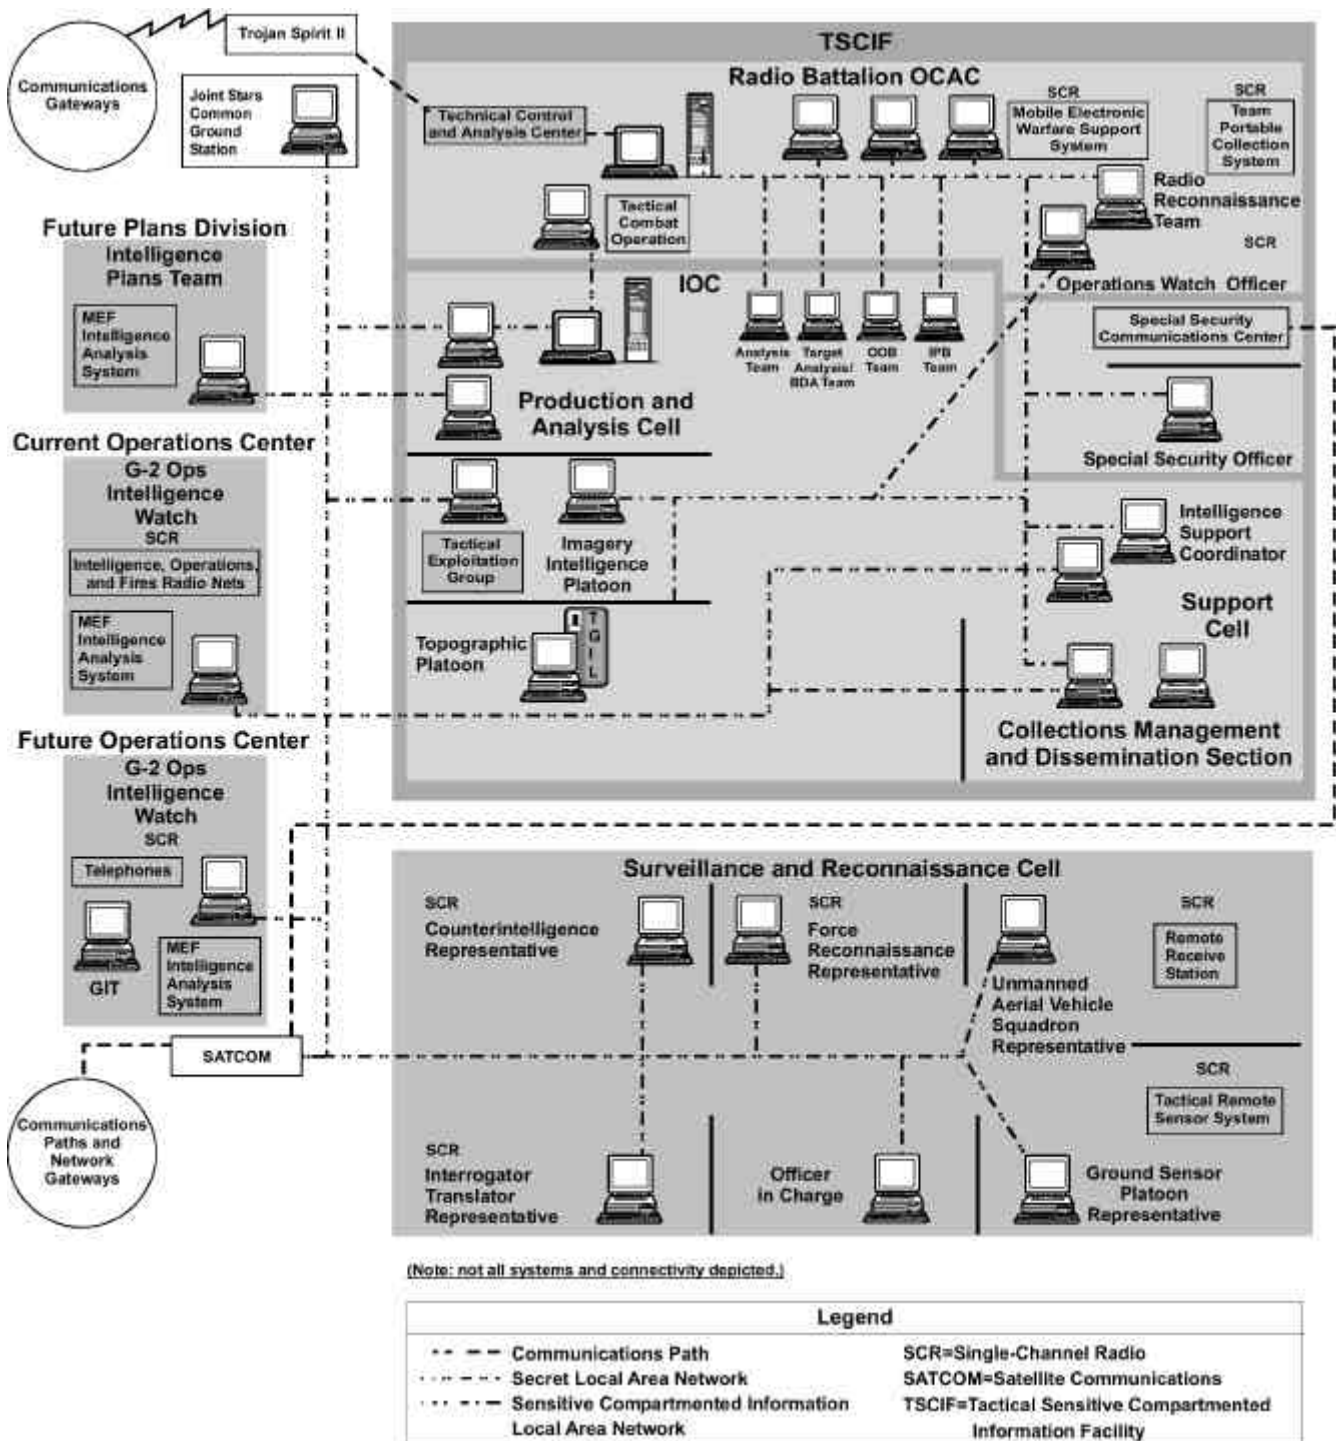 Communications
Gateways
Trojan Spirit II
Joint Stars
Common
Ground
Station
TSCIF
Radio Battalion OCAC
Technical Control
and Analysis Center
SCR
Mobile Electronic
Warfare Support
System
SCR
Team
Portable
Collection
System
Tactical
Combat
Operation
Radio
Reconnaissance
Team
SCR
Operations Watch Officer
Future Plans Division
Intelligence
Plans Team
MEF
Intelligence
Analysis
System
IOC
Analysis
Team
Target
Analysis/
BDA Team
OOB
Team
IPB
Team
Special Security
Communications Center
Special Security Officer
Production and
Analysis Cell
Current Operations Center
G-2 Ops
Intelligence
Watch
SCR
Intelligence, Operations,
and Fires Radio Nets
MEF
Intelligence
Analysis
System
Tactical
Exploitation
Group
Imagery
Intelligence
Platoon
Intelligence
Support
Coordinator
Support
Cell
Topographic
Platoon
TGIL
Collections Management
and Dissemination Section
Future Operations Center
G-2 Ops
Intelligence
Watch
SCR
Telephones
GIT
MEF
Intelligence
Analysis
System
SATCOM
Communications
Paths and
Network
Gateways
Surveillance and Reconnaissance Cell
SCR
Counterintelligence
Representative
SCR
Force
Reconnaissance
Representative
Unmanned
Aerial Vehicle
Squadron
Representative
SCR
Remote
Receive
Station
SCR
Tactical Remote
Sensor System
SCR
Interrogator
Translator
Representative
Officer
in Charge
Ground Sensor
Platoon
Representative
(Note: not all systems and connectivity depicted.)
Legend
Communications Path
Secret Local Area Network
Sensitive Compartmented Information
Local Area Network
SCR=Single-Channel Radio
SATCOM=Satellite Communications
TSCIF=Tactical Sensitive Compartmented
Information Facility